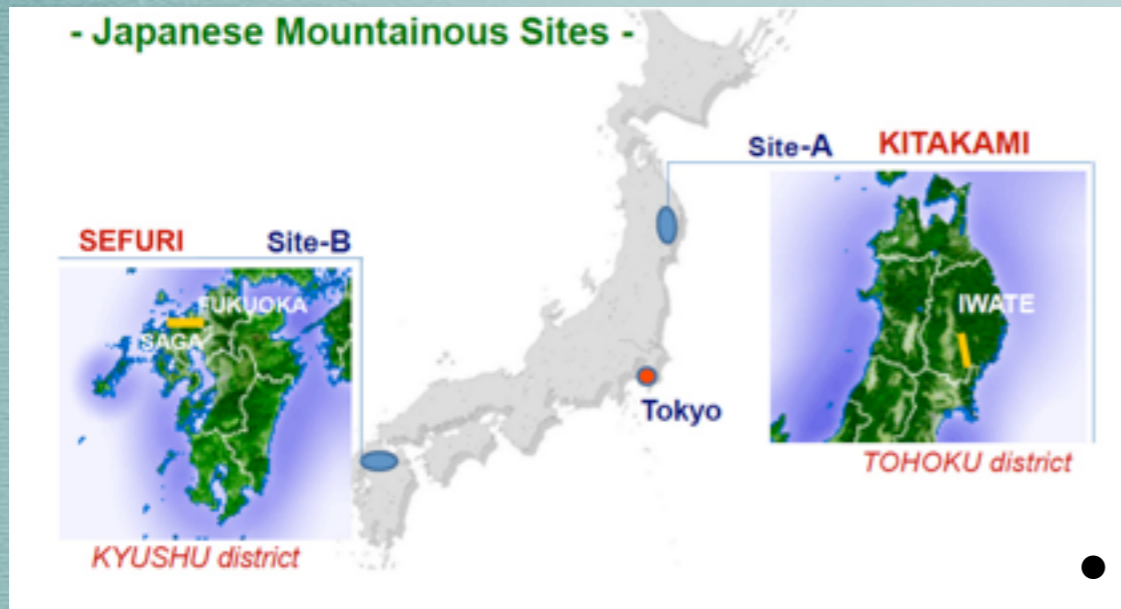 - Japanese Mountainous Sites -
Site-A KITAKAMI
SEFURI Site-B
FUKUOKA
SAGA
IWATE
Tokyo
TOHOKU district
KYUSHU district